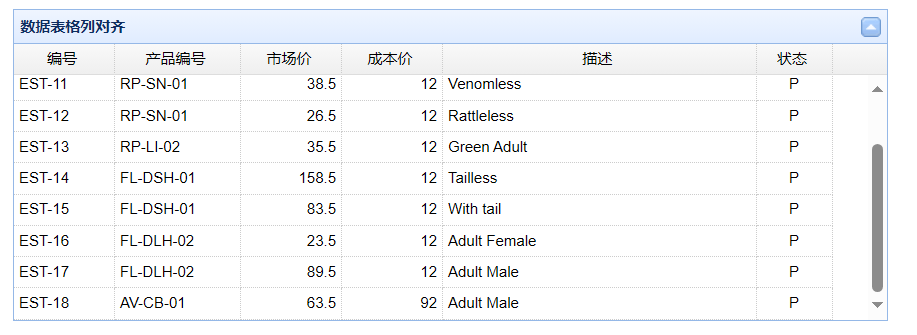 数据表格列对齐
编号 产品编号 市场价 成本价 描述 状态
EST-11 RP-SN-01 38.5 12 Venomless P
EST-12 RP-SN-01 26.5 12 Rattleless P
EST-13 RP-LI-02 35.5 12 Green Adult P
EST-14 FL-DSH-01 158.5 12 Tailless P
EST-15 FL-DSH-01 83.5 12 With tail P
EST-16 FL-DLH-02 23.5 12 Adult Female P
EST-17 FL-DLH-02 89.5 12 Adult Male P
EST-18 AV-CB-01 63.5 92 Adult Male P